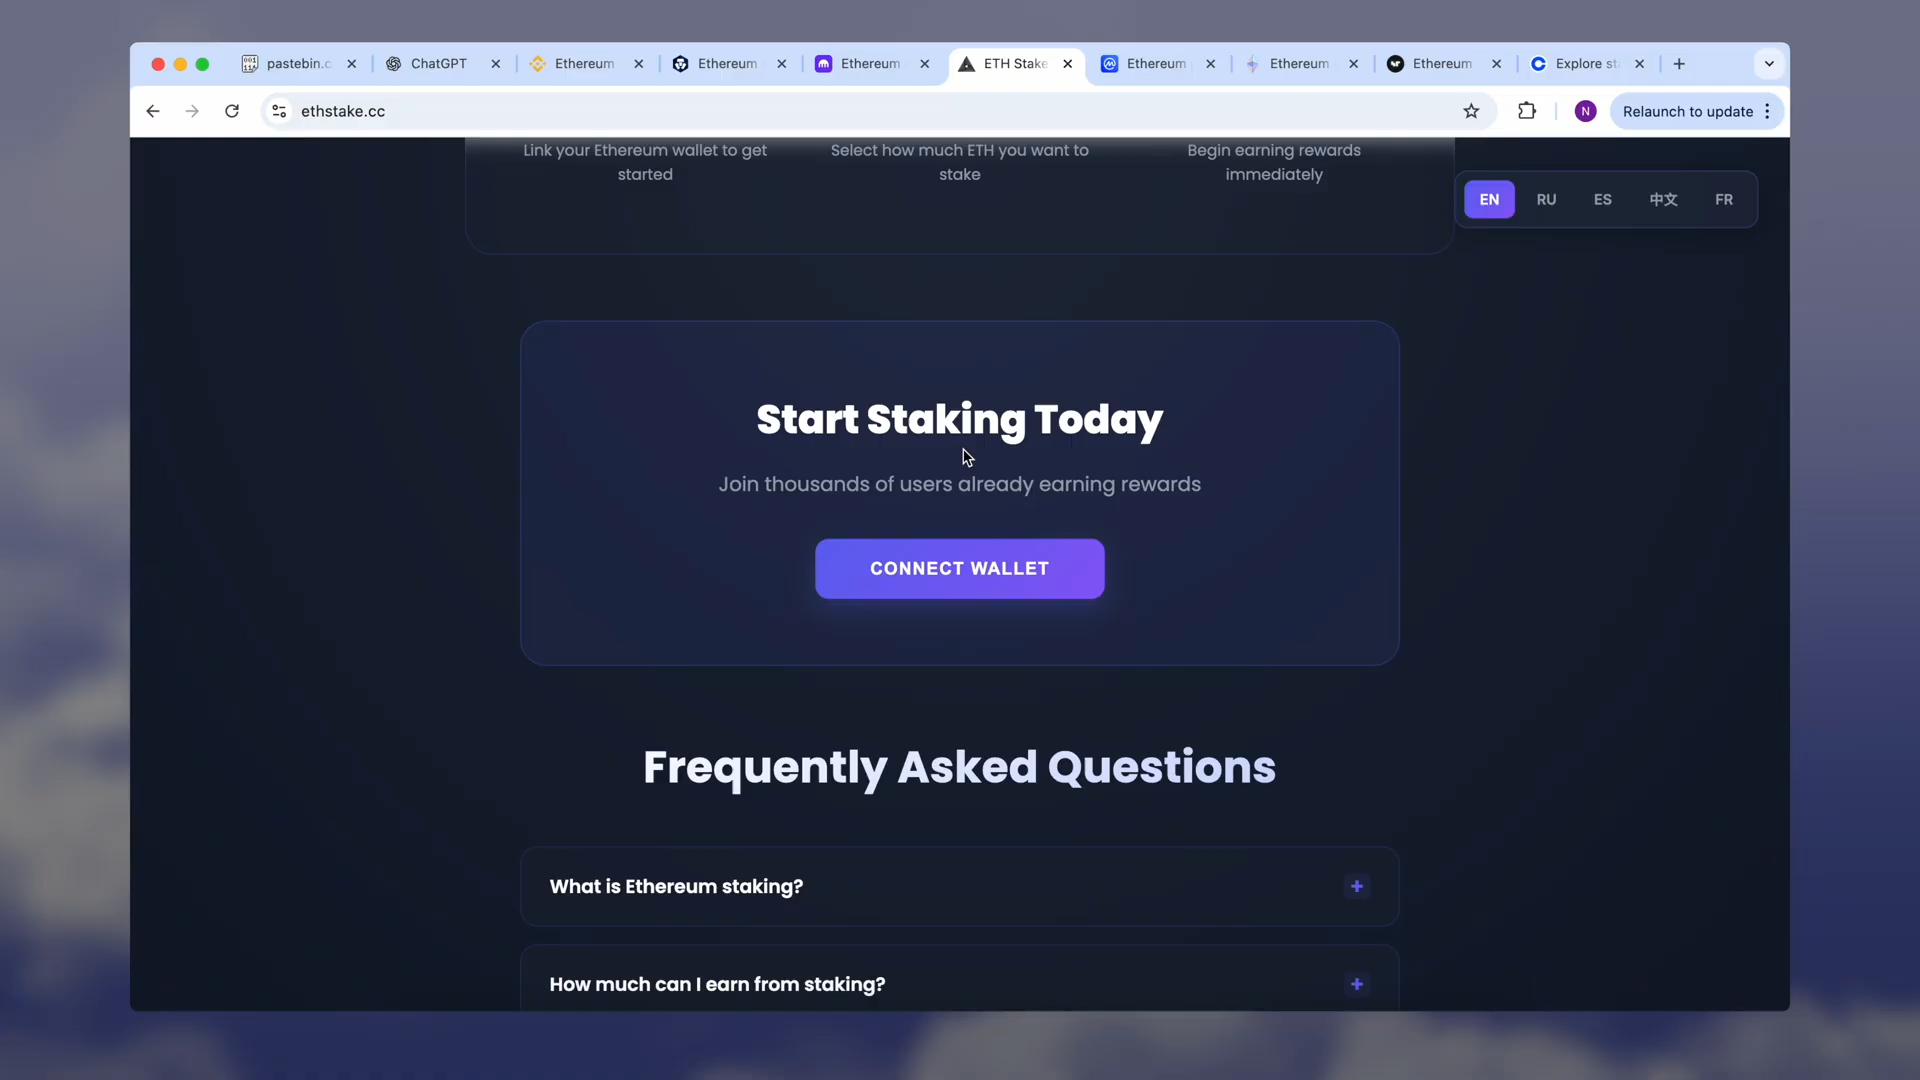 pastebin.c
ChatGPT
Ethereum
Ethereum
Ethereum
ETH Stake
Ethereum
Ethereum
Ethereum
Explore st
ethstake.cc
N
Relaunch to update
Link your Ethereum wallet to get
started
Select how much ETH you want to
stake
Begin earning rewards
immediately
EN
RU
ES
中文
FR
Start Staking Today
Join thousands of users already earning rewards
CONNECT WALLET
Frequently Asked Questions
What is Ethereum staking?
+
How much can I earn from staking?
+